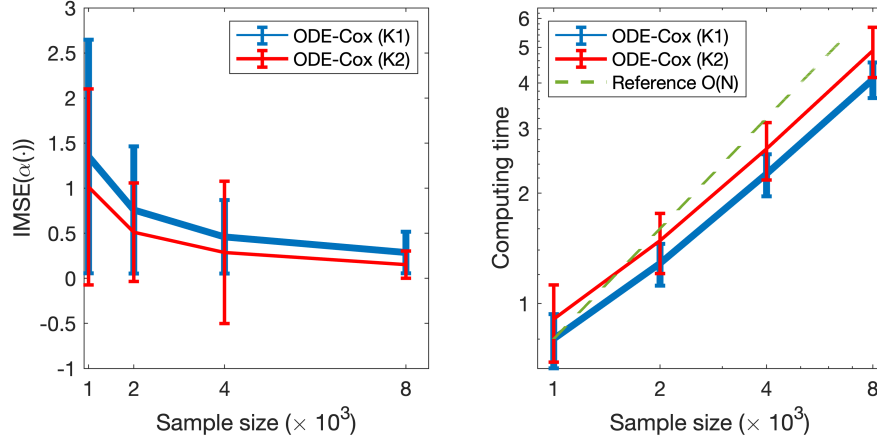 3
2.5
2
1.5
1
0.5
0
-0.5
-1
IMSE(α(·))
ODE-Cox (K1)
ODE-Cox (K2)
1 2 4 8
Sample size (× 10³)
6
5
4
3
2
1
Computing time
ODE-Cox (K1)
ODE-Cox (K2)
Reference O(N)
1 2 4 8
Sample size (× 10³)